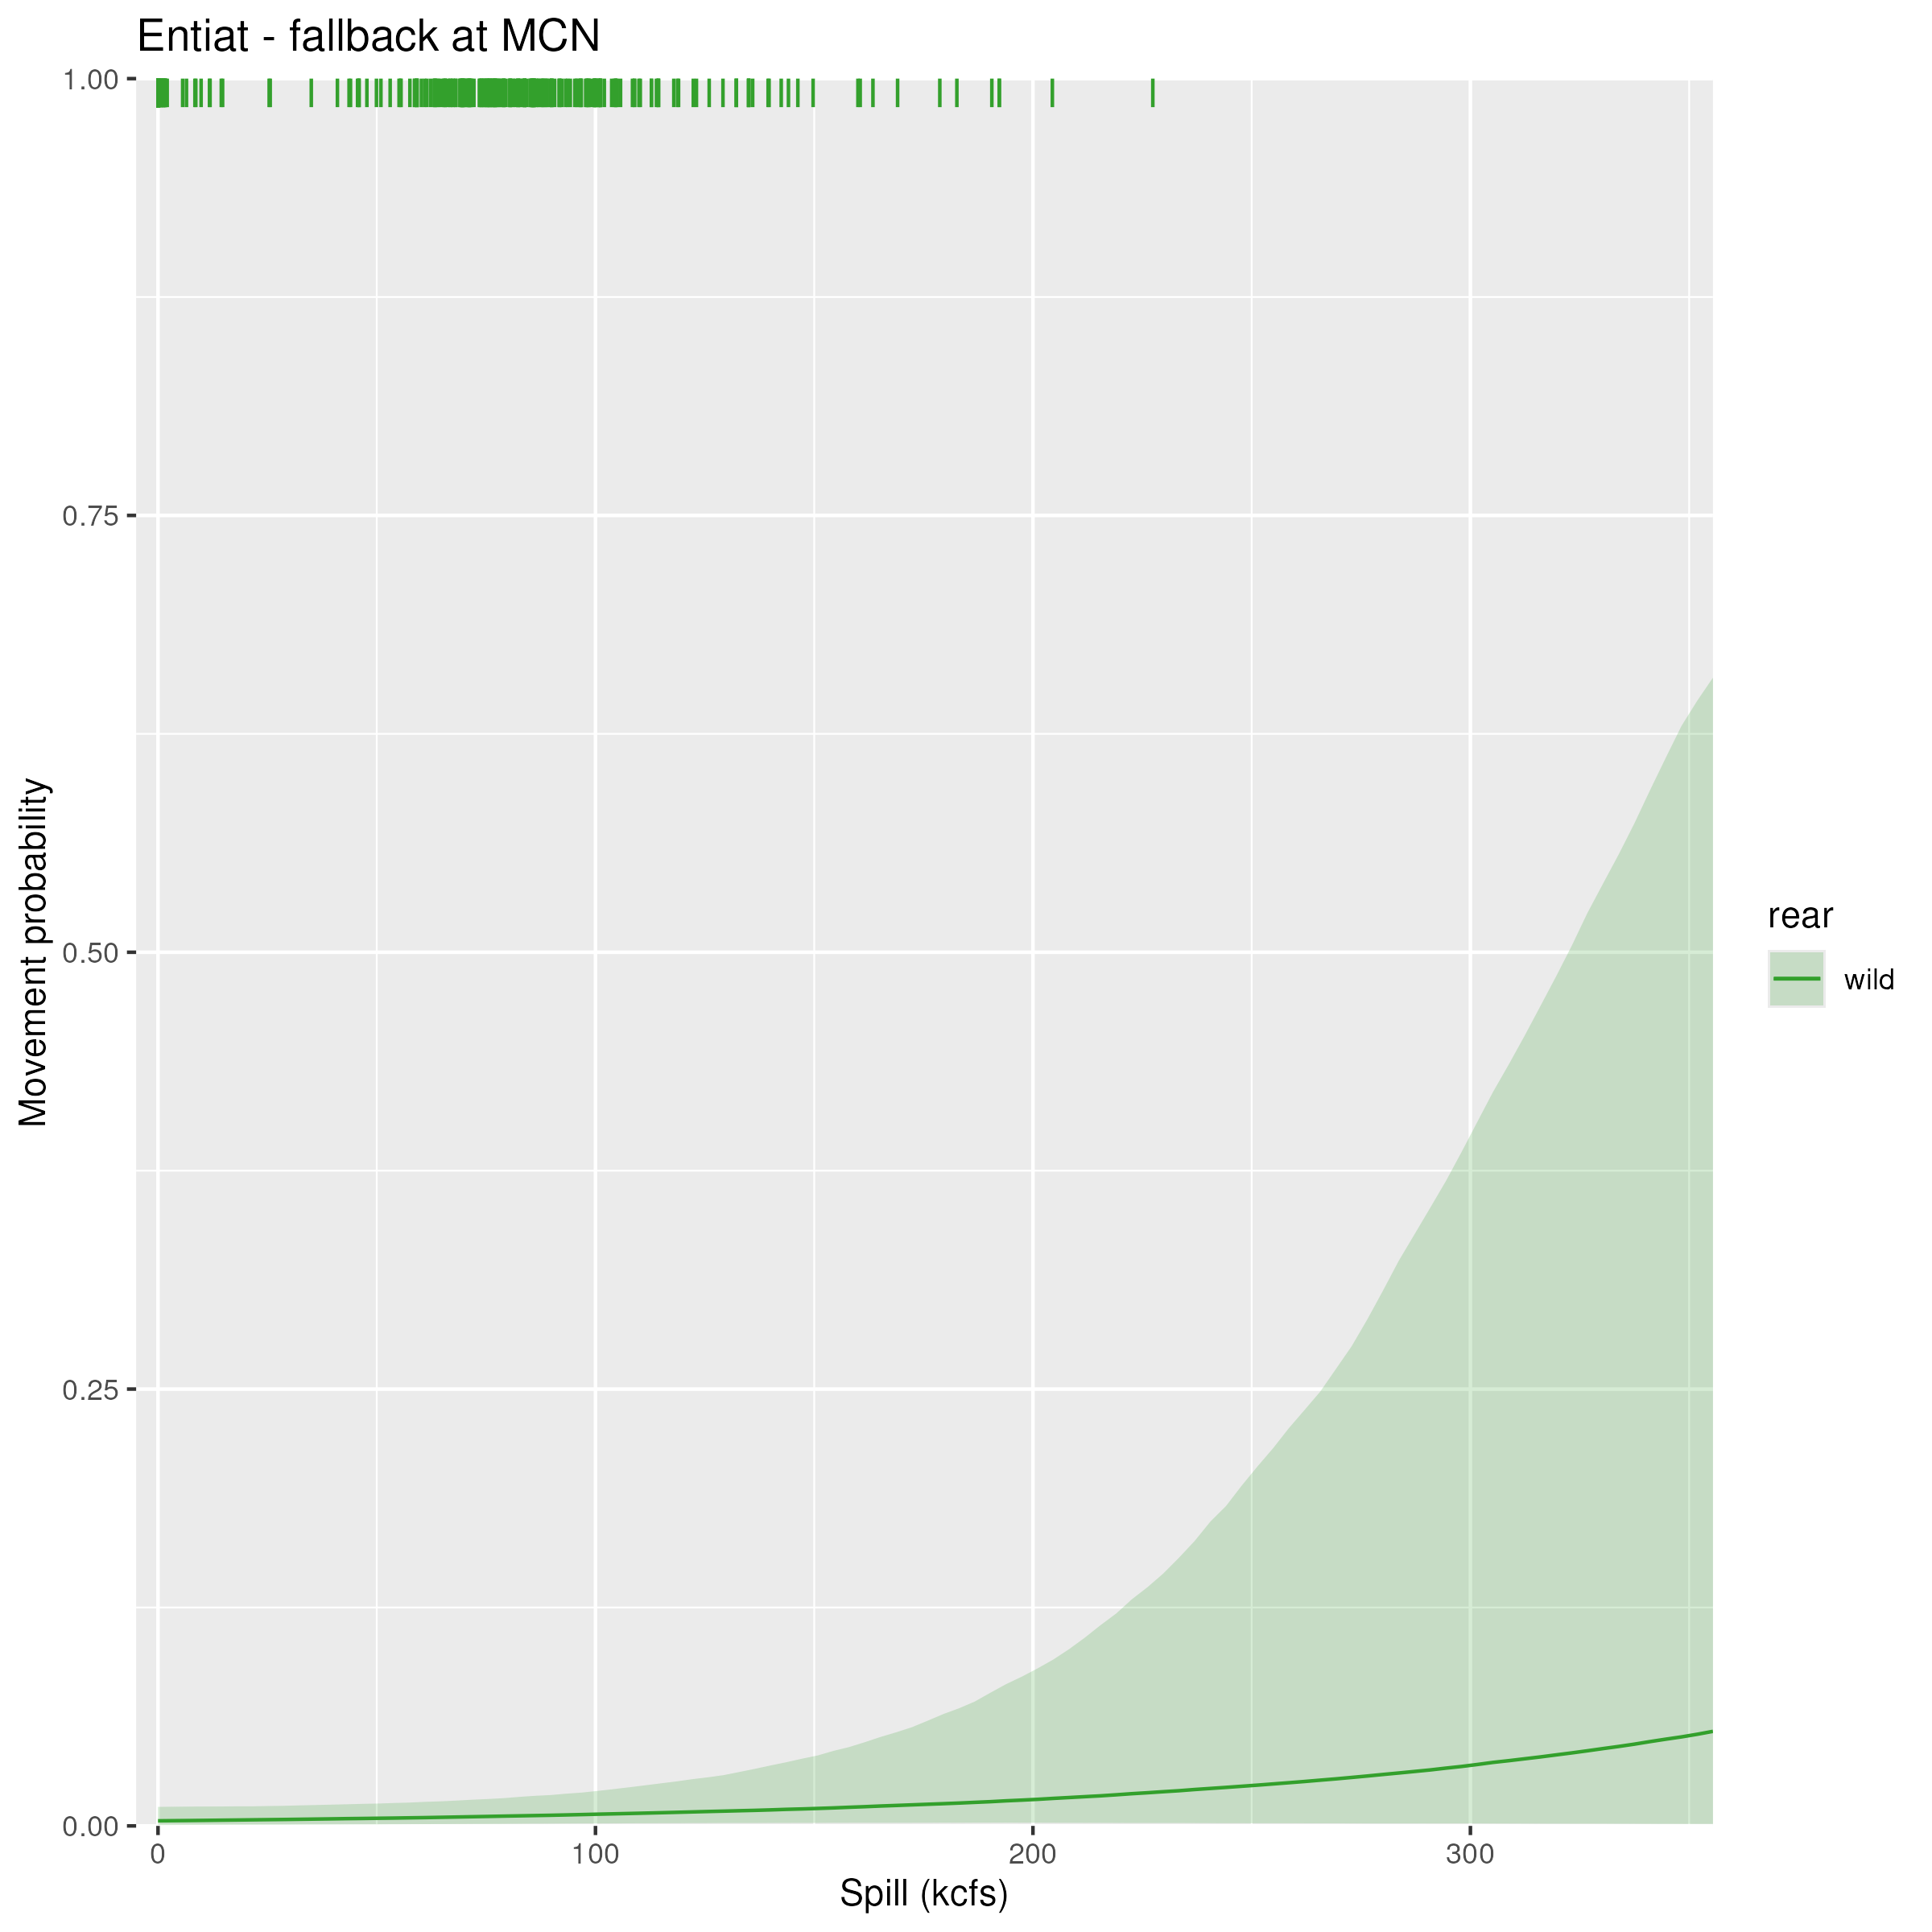 Entiat - fallback at MCN
1.00
0.75
0.50
0.25
0.00
Movement probability
0
100
200
300
Spill (kcfs)
rear
wild